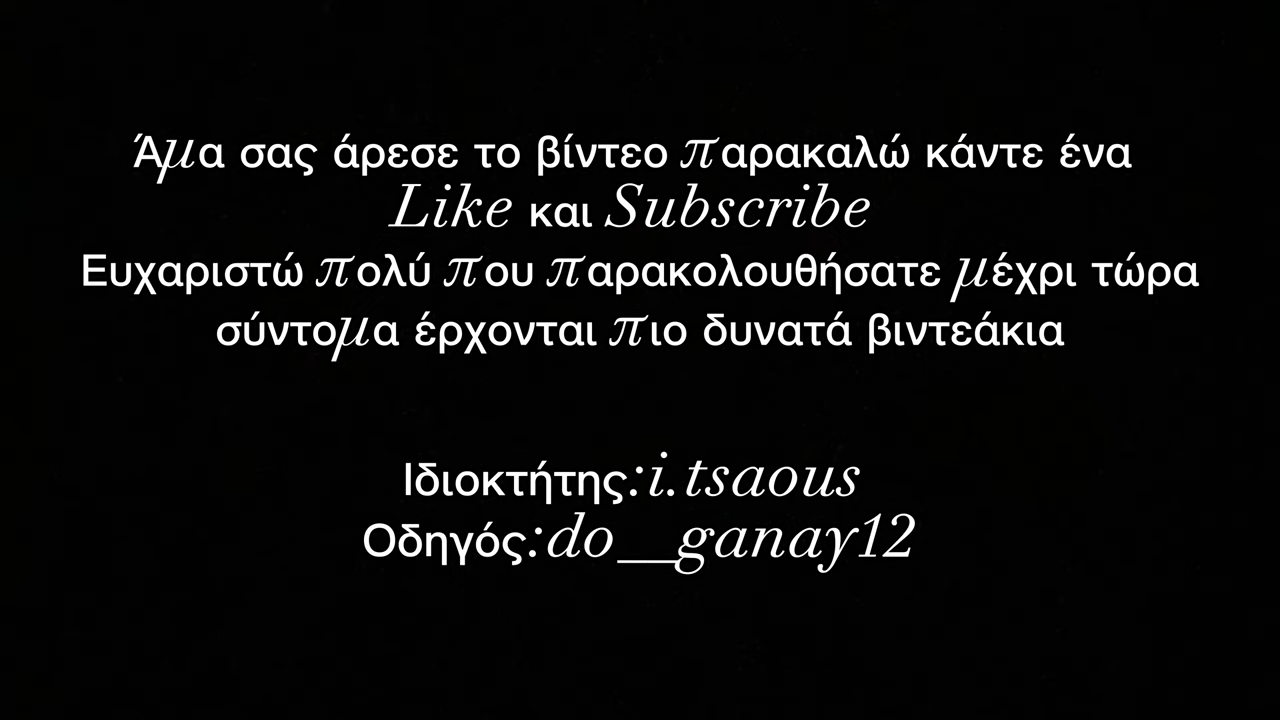 Άμα σας άρεσε το βίντεο παρακαλώ κάντε ένα
Like και Subscribe
Ευχαριστώ πολύ που παρακολουθήσατε μέχρι τώρα
σύντομα έρχονται πιο δυνατά βιντεάκια
Ιδιοκτήτης:i.tsaous
Οδηγός:do__ganay12